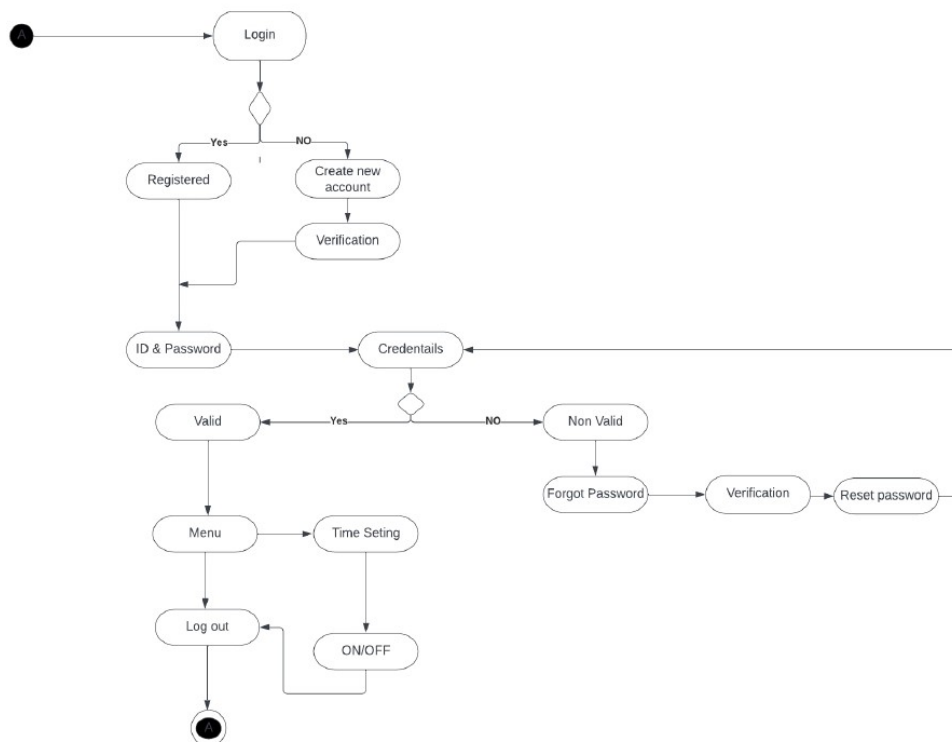 A
Login
Yes
NO
Registered
Create new
account
Verification
ID & Password
Credentails
Valid
Yes
NO
Non Valid
Forgot Password
Verification
Reset password
Menu
Time Seting
Log out
ON/OFF
A